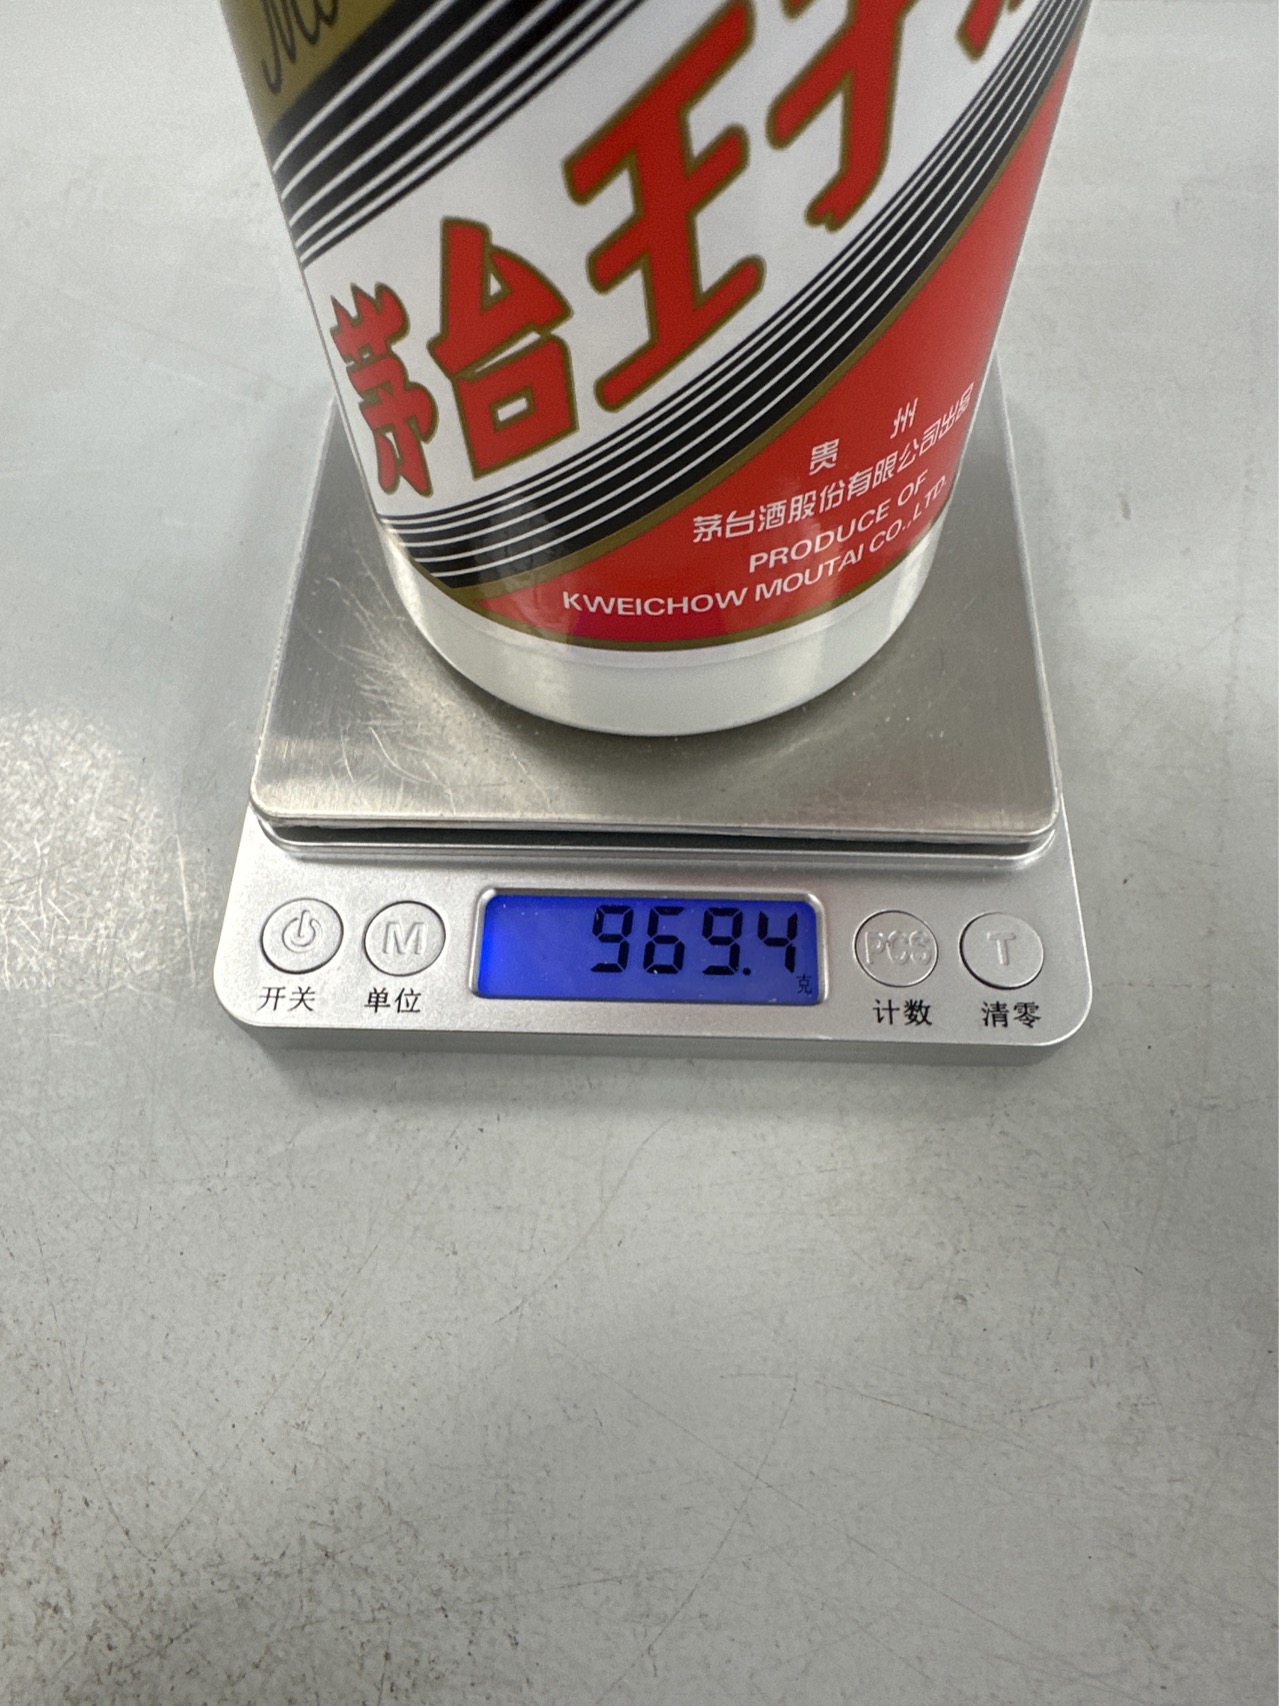 Mo
茅台王子
贵州
茅台酒股份有限公司出品
PRODUCE OF
KWEICHOW MOUTAI CO.,LTD.
969.4
克
M
PCS
T
开关
单位
计数
清零